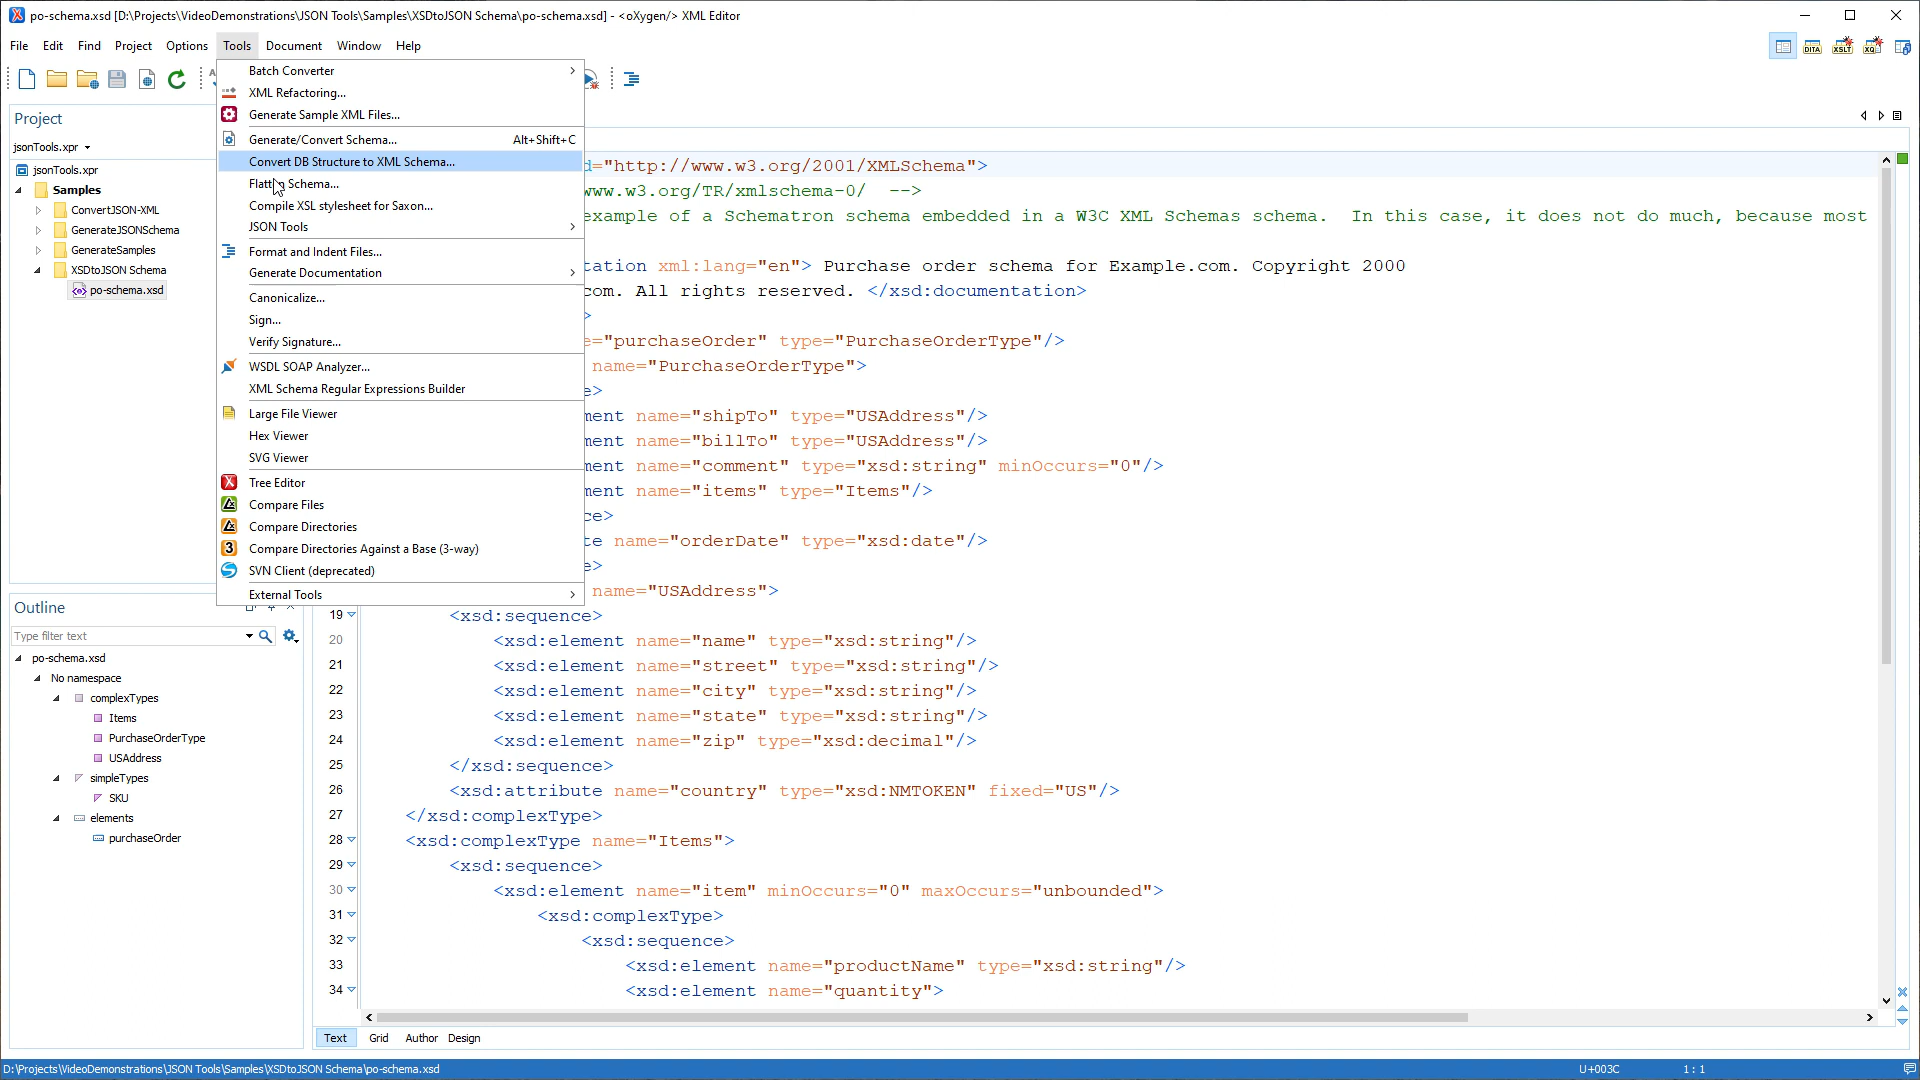 po-schema.xsd [D:\Projects\VideoDemonstrations\JSON Tools\Samples\XSDtoJSON Schema\po-schema.xsd] - <oXygen/> XML Editor
File Edit Find Project Options Tools Document Window Help
DITA XSLT XQ
Project
jsonTools.xpr
jsonTools.xpr
Samples
ConvertJSON-XML
GenerateJSONSchema
GenerateSamples
XSDtoJSON Schema
po-schema.xsd
Batch Converter
XML Refactoring...
Generate Sample XML Files...
Generate/Convert Schema... Alt+Shift+C
Convert DB Structure to XML Schema...
Flatten Schema...
Compile XSL stylesheet for Saxon...
JSON Tools
Format and Indent Files...
Generate Documentation
Canonicalize...
Sign...
Verify Signature...
WSDL SOAP Analyzer...
XML Schema Regular Expressions Builder
Large File Viewer
Hex Viewer
SVG Viewer
Tree Editor
Compare Files
Compare Directories
Compare Directories Against a Base (3-way)
SVN Client (deprecated)
External Tools
d="http://www.w3.org/2001/XMLSchema">
www.w3.org/TR/xmlschema-0/ -->
example of a Schematron schema embedded in a W3C XML Schemas schema. In this case, it does not do much, because most
tation xml:lang="en"> Purchase order schema for Example.com. Copyright 2000
com. All rights reserved. </xsd:documentation>
>
="purchaseOrder" type="PurchaseOrderType"/>
name="PurchaseOrderType">
e>
ment name="shipTo" type="USAddress"/>
ment name="billTo" type="USAddress"/>
ment name="comment" type="xsd:string" minOccurs="0"/>
ment name="items" type="Items"/>
ce>
te name="orderDate" type="xsd:date"/>
e>
name="USAddress">
19 <xsd:sequence>
20 <xsd:element name="name" type="xsd:string"/>
21 <xsd:element name="street" type="xsd:string"/>
22 <xsd:element name="city" type="xsd:string"/>
23 <xsd:element name="state" type="xsd:string"/>
24 <xsd:element name="zip" type="xsd:decimal"/>
25 </xsd:sequence>
26 <xsd:attribute name="country" type="xsd:NMTOKEN" fixed="US"/>
27 </xsd:complexType>
28 <xsd:complexType name="Items">
29 <xsd:sequence>
30 <xsd:element name="item" minOccurs="0" maxOccurs="unbounded">
31 <xsd:complexType>
32 <xsd:sequence>
33 <xsd:element name="productName" type="xsd:string"/>
34 <xsd:element name="quantity">
Outline
Type filter text
po-schema.xsd
No namespace
complexTypes
Items
PurchaseOrderType
USAddress
simpleTypes
SKU
elements
purchaseOrder
Text Grid Author Design
D:\Projects\VideoDemonstrations\JSON Tools\Samples\XSDtoJSON Schema\po-schema.xsd U+003C 1 : 1